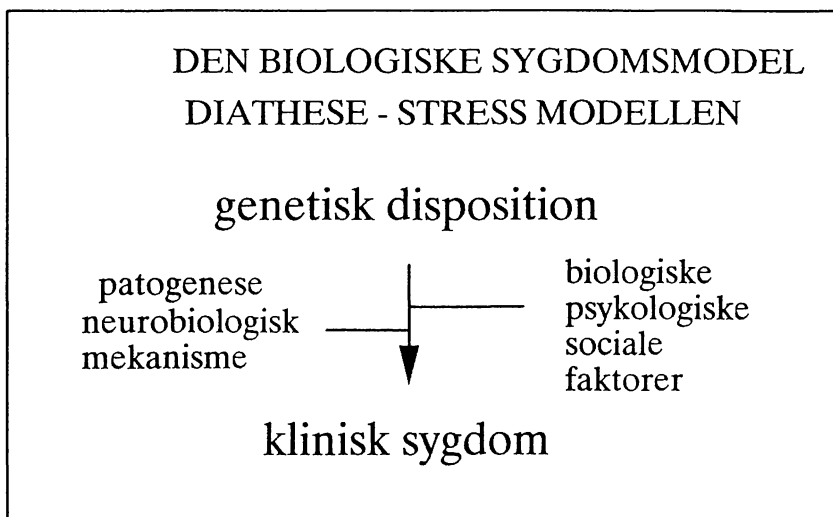 DEN BIOLOGISKE SYGDOMSMODEL
DIATHESE - STRESS MODELLEN
genetisk disposition
patogenese
neurobiologisk
mekanisme
biologiske
psykologiske
sociale
faktorer
klinisk sygdom